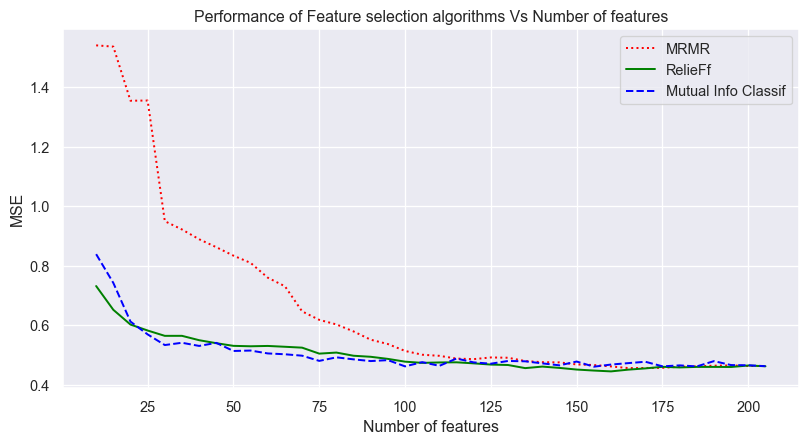 Performance of Feature selection algorithms Vs Number of features
MRMR
RelieFf
Mutual Info Classif
1.4
1.2
1.0
0.8
0.6
0.4
MSE
25 50 75 100 125 150 175 200
Number of features